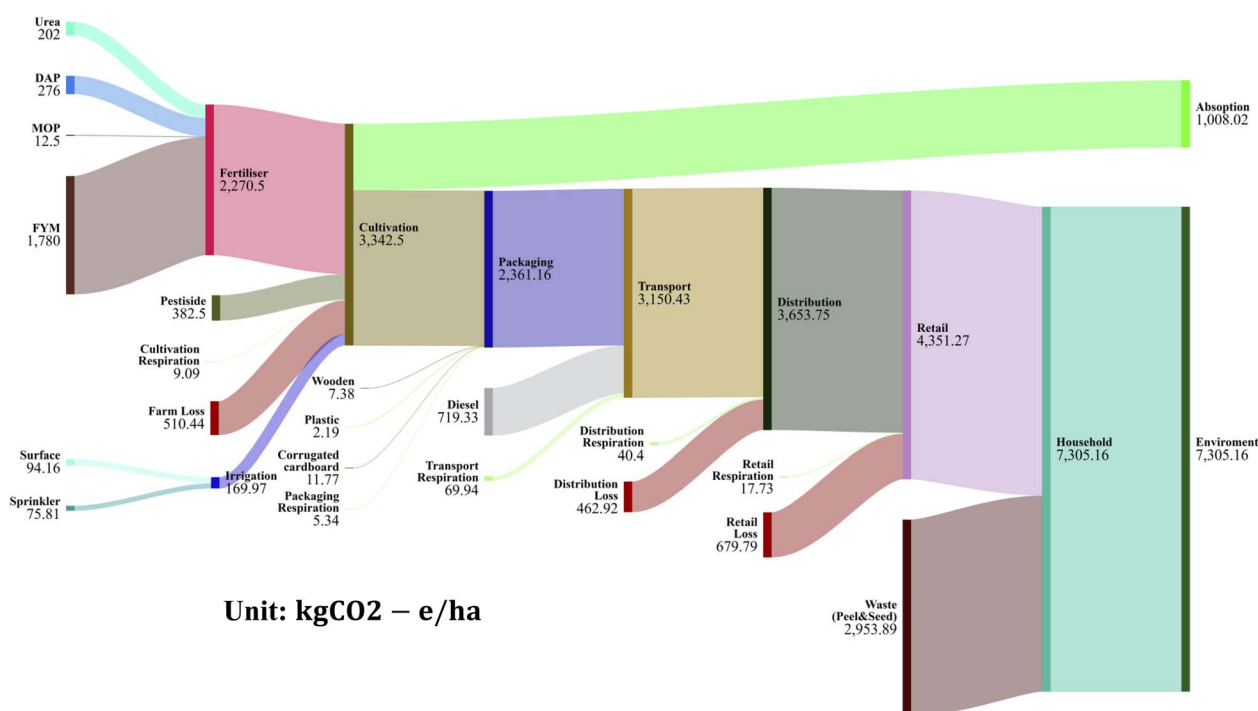 Urea
202
DAP
276
MOP
12.5
FYM
1,780
Fertiliser
2,270.5
Pestiside
382.5
Cultivation
Respiration
9.09
Farm Loss
510.44
Surface
94.16
Sprinkler
75.81
Irrigation
169.97
Cultivation
3,342.5
Wooden
7.38
Plastic
2.19
Corrugated
cardboard
11.77
Packaging
Respiration
5.34
Packaging
2,361.16
Diesel
719.33
Transport
Respiration
69.94
Transport
3,150.43
Distribution
Respiration
40.4
Distribution
Loss
462.92
Distribution
3,653.75
Retail
Respiration
17.73
Retail
Loss
679.79
Retail
4,351.27
Waste
(Peel&Seed)
2,953.89
Household
7,305.16
Absoption
1,008.02
Enviroment
7,305.16
Unit: kgCO2 – e/ha